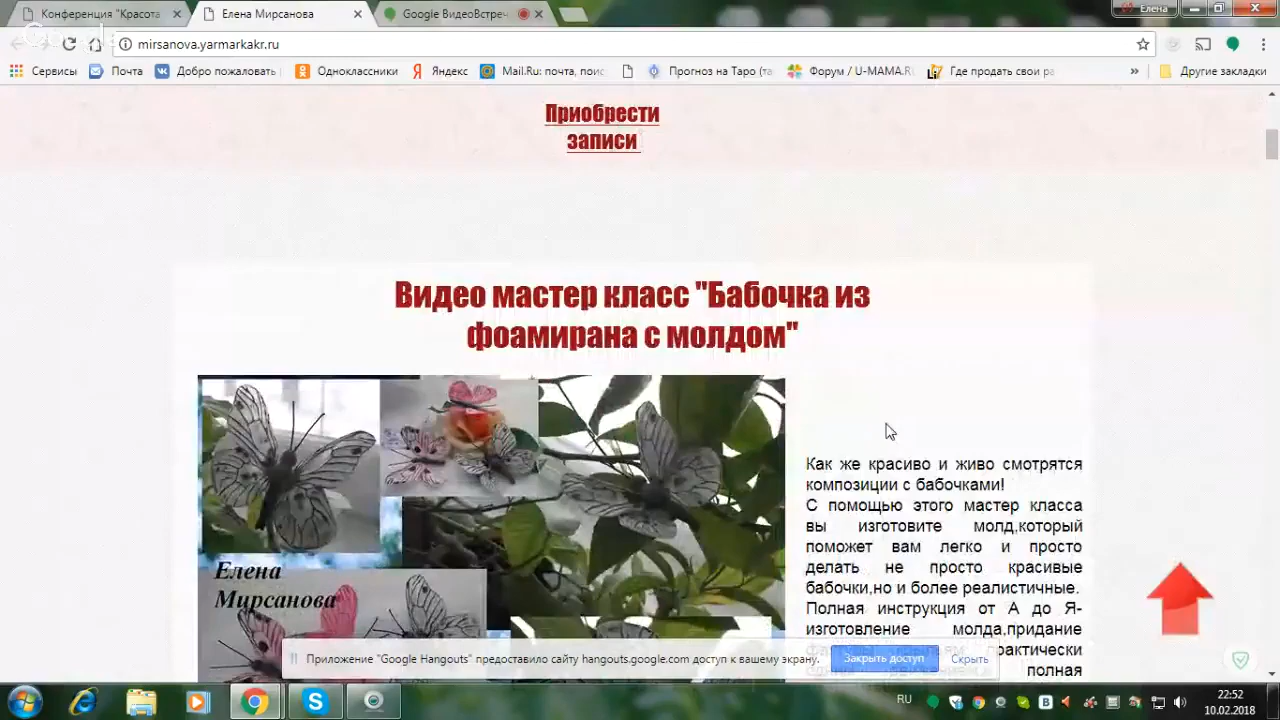 Конференция "Красота
Елена Мирсанова
Google ВидеоВстреч
Елена
mirsanova.yarmarkakr.ru
Сервисы
Почта
Добро пожаловать
Одноклассники
Яндекс
Mail.Ru: почта, поис
Прогноз на Таро (та
Форум / U-MAMA.RU
Где продать свои ра
»
Другие закладки
Приобрести
записи
Видео мастер класс "Бабочка из
фоамирана с молдом"
Елена
Мирсанова
Как же красиво и живо смотрятся
композиции с бабочками!
С помощью этого мастер класса
вы изготовите молд,который
поможет вам легко и просто
делать не просто красивые
бабочки,но и более реалистичные.
Полная инструкция от А до Я-
изготовление молда,придание
практически
полная
Приложение "Google Hangouts" предоставило сайту hangouts.google.com доступ к вашему экрану.
Закрыть доступ
Скрыть
RU
22:52
10.02.2018